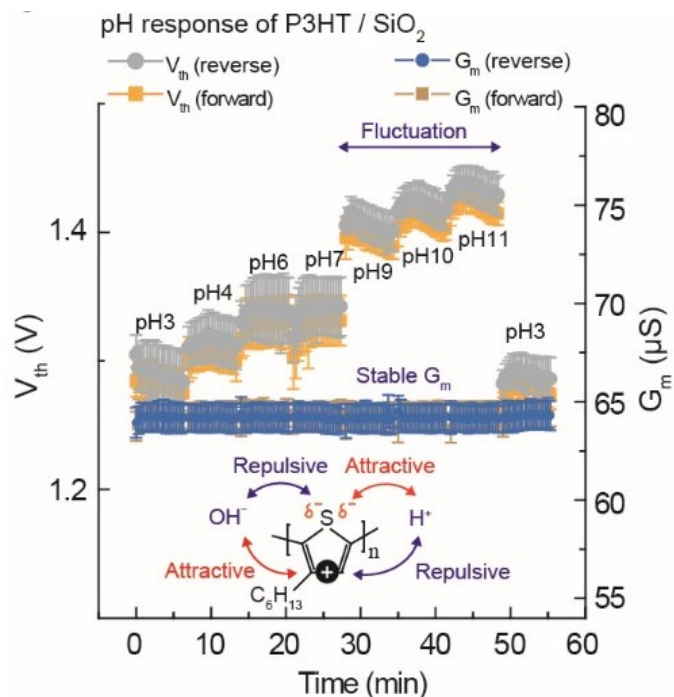 pH response of P3HT / SiO₂
Vth (reverse) Gm (reverse)
Vth (forward) Gm (forward)
Fluctuation
80
75
70
65
60
55
Gm (µS)
1.4
1.2
Vth (V)
pH3
pH4
pH6
pH7
pH9
pH10
pH11
pH3
Stable Gm
Repulsive
Attractive
OH⁻
δ⁻ S δ⁻
H⁺
n
Attractive
+
Repulsive
C₆H₁₃
0 10 20 30 40 50 60
Time (min)